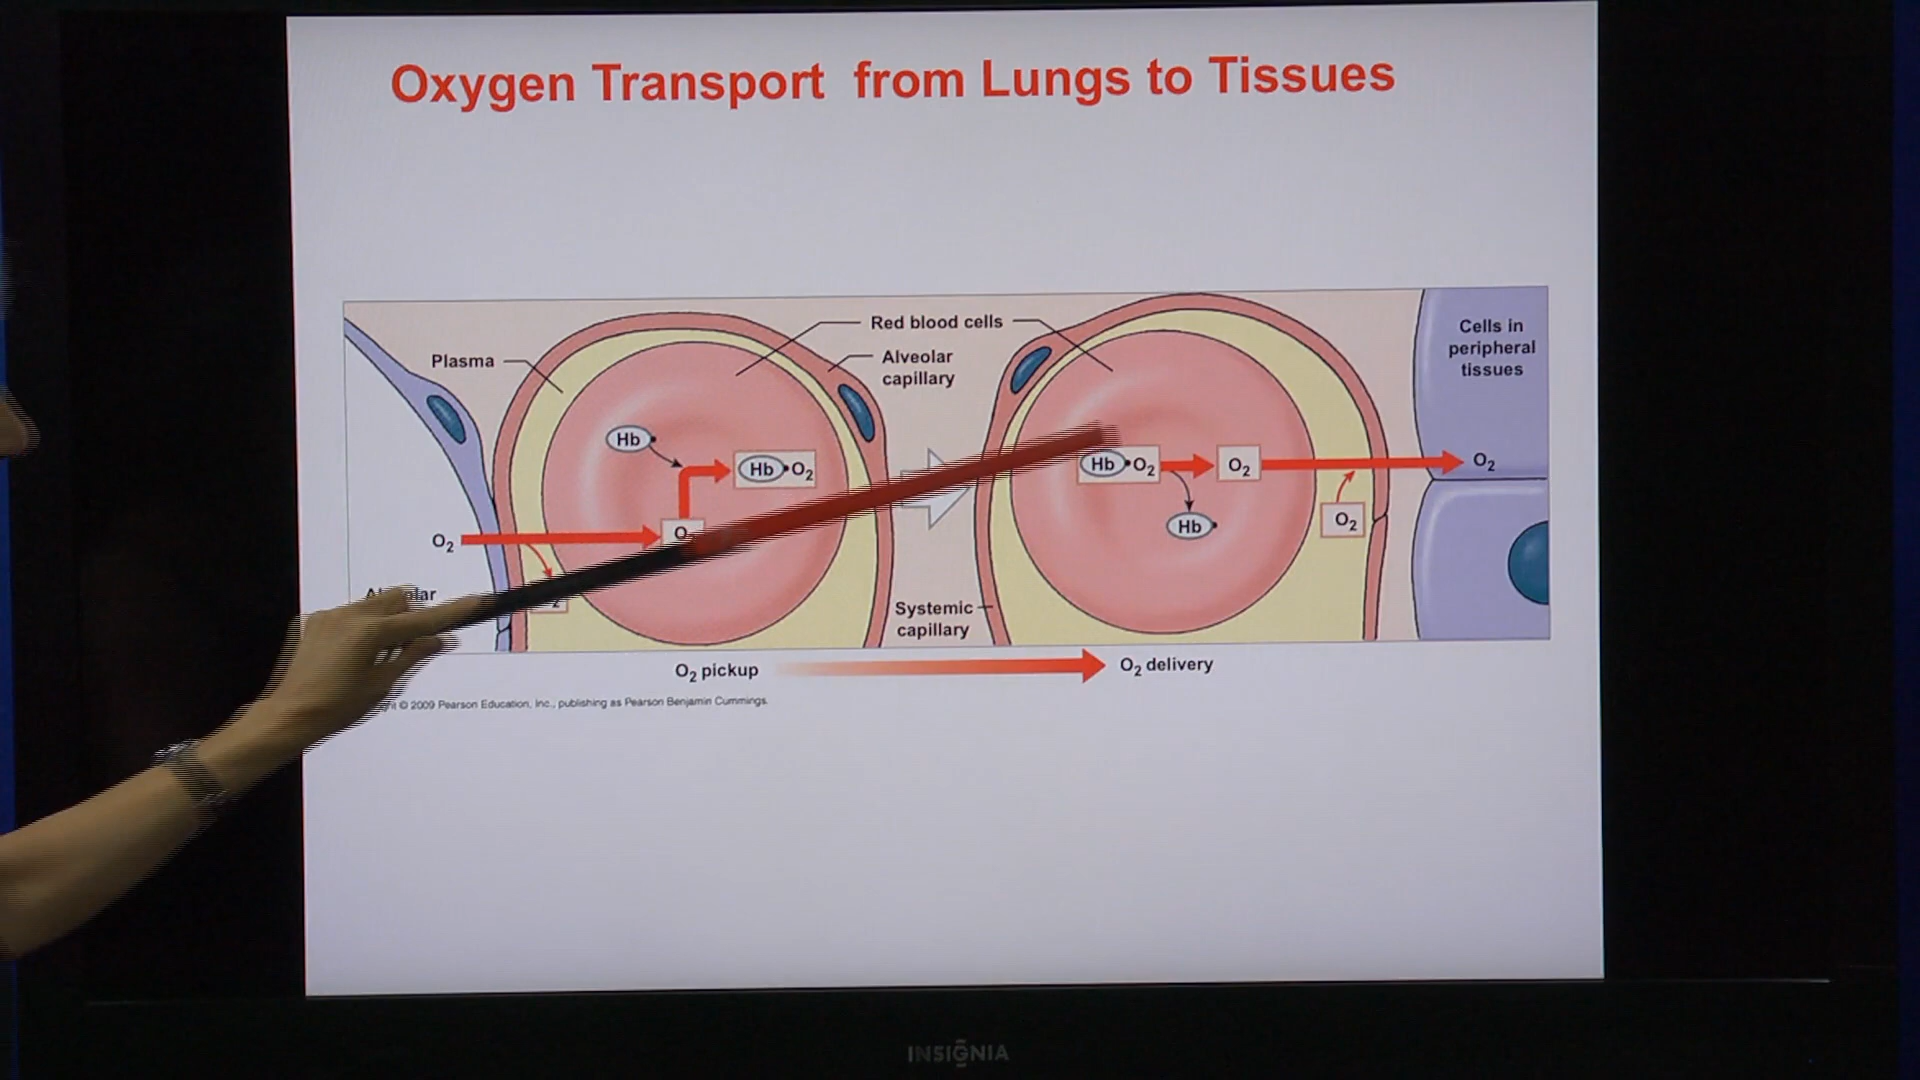 Oxygen Transport from Lungs to Tissues
Plasma
Red blood cells
Alveolar
capillary
Cells in
peripheral
tissues
Hb
Hb O₂
O₂
Hb O₂
O₂
O₂
Hb
O₂
Systemic
capillary
O₂ pickup
O₂ delivery
© 2009 Pearson Education, Inc., publishing as Pearson Benjamin Cummings.
INSIGNIA